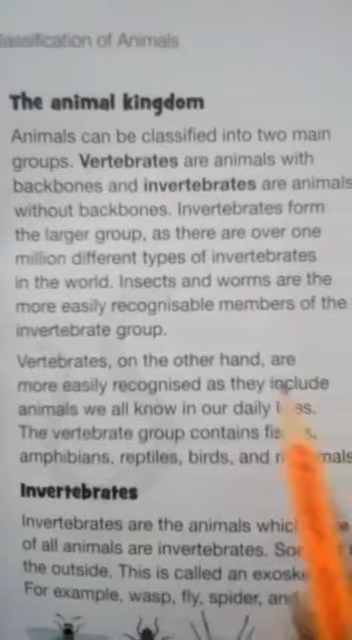 lassification of Animals
The animal kingdom
Animals can be classified into two main
groups. Vertebrates are animals with
backbones and invertebrates are animals
without backbones. Invertebrates form
the larger group, as there are over one
million different types of invertebrates
in the world. Insects and worms are the
more easily recognisable members of the
invertebrate group.
Vertebrates, on the other hand, are
more easily recognised as they include
animals we all know in our daily
The vertebrate group contains
amphibians, reptiles, birds, and
Invertebrates
Invertebrates are the animals
of all animals are invertebrates.
the outside. This is called an
For example, wasp, fly, spider,